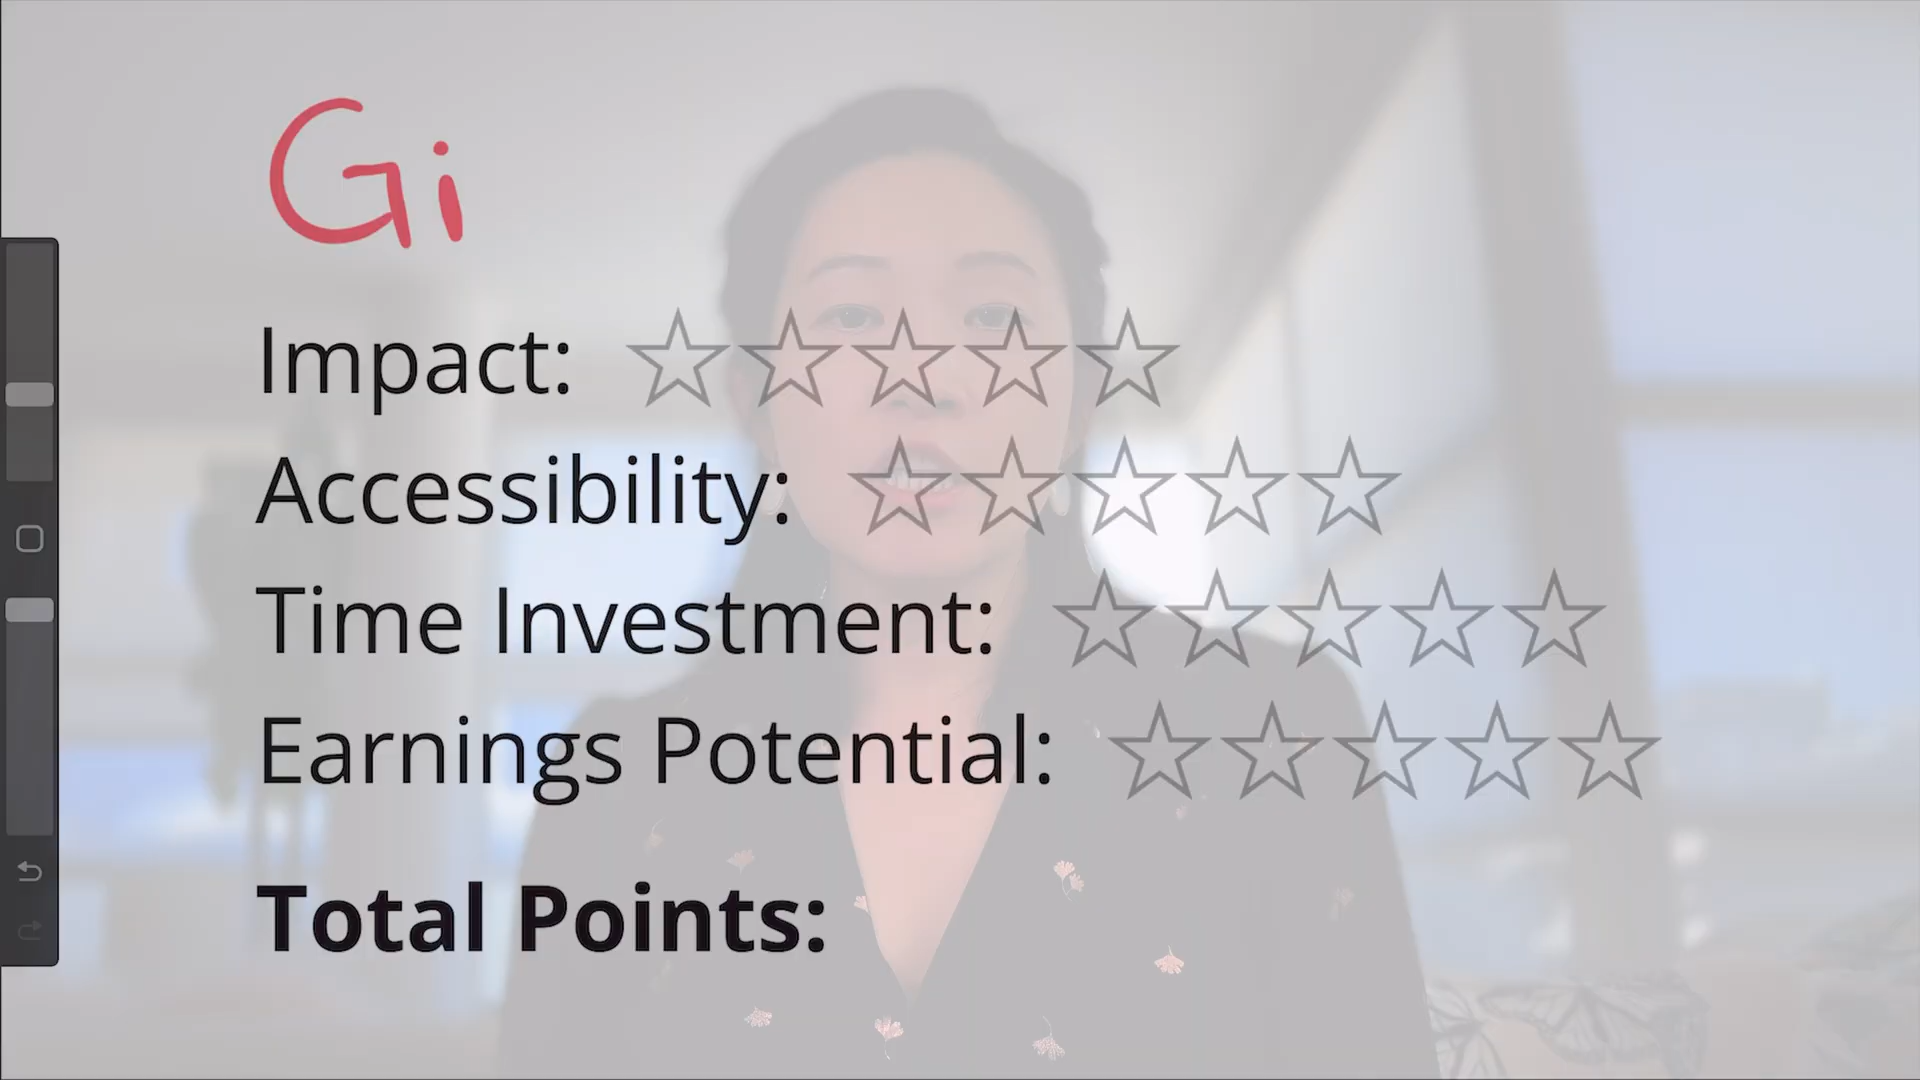 Gi
Impact: ☆☆☆☆☆
Accessibility: ☆☆☆☆☆
Time Investment: ☆☆☆☆☆
Earnings Potential: ☆☆☆☆☆
Total Points: